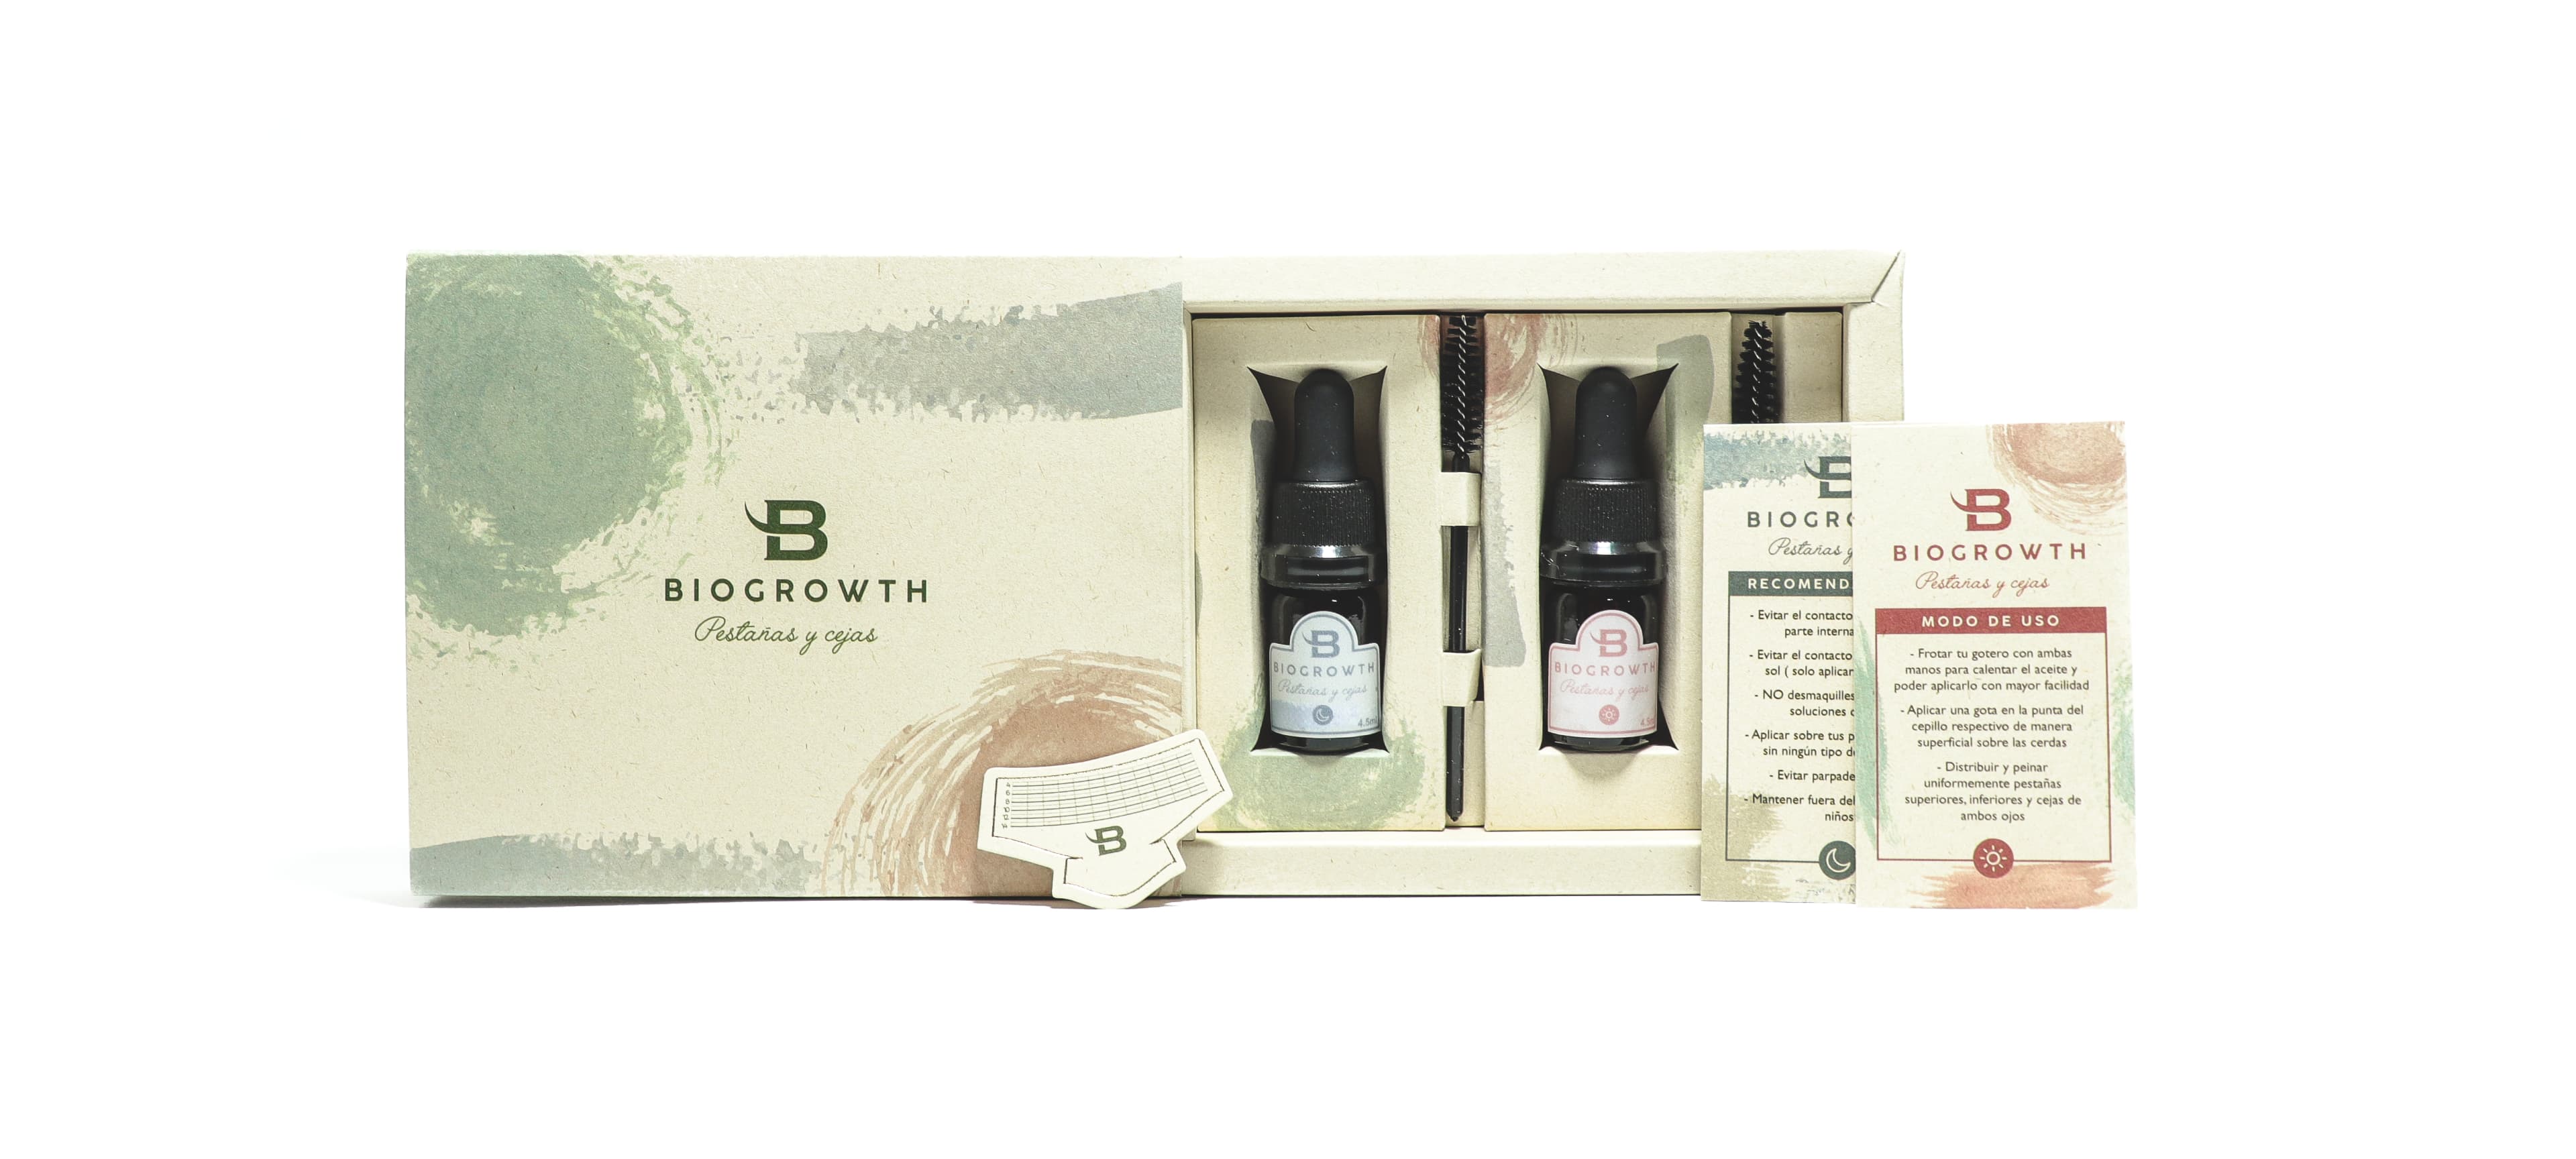 B
BIOGROWTH
Pestañas y cejas
B
B
BIOGROWTH
Pestañas y cejas
4.5m
B
BIOGROWTH
Pestañas y cejas
4.5m
B
BIOGRO
Pestañas y
RECOMEND
- Evitar el contacto
parte interna
- Evitar el contacto
sol ( solo aplicar
- NO desmaquilles
soluciones
- Aplicar sobre tus p
sin ningún tipo de
- Evitar parpade
- Mantener fuera del
niños
B
BIOGROWTH
Pestañas y cejas
MODO DE USO
- Frotar tu gotero con ambas
manos para calentar el aceite y
poder aplicarlo con mayor facilidad
- Aplicar una gota en la punta del
cepillo respectivo de manera
superficial sobre las cerdas
- Distribuir y peinar
uniformemente pestañas
superiores, inferiores y cejas de
ambos ojos